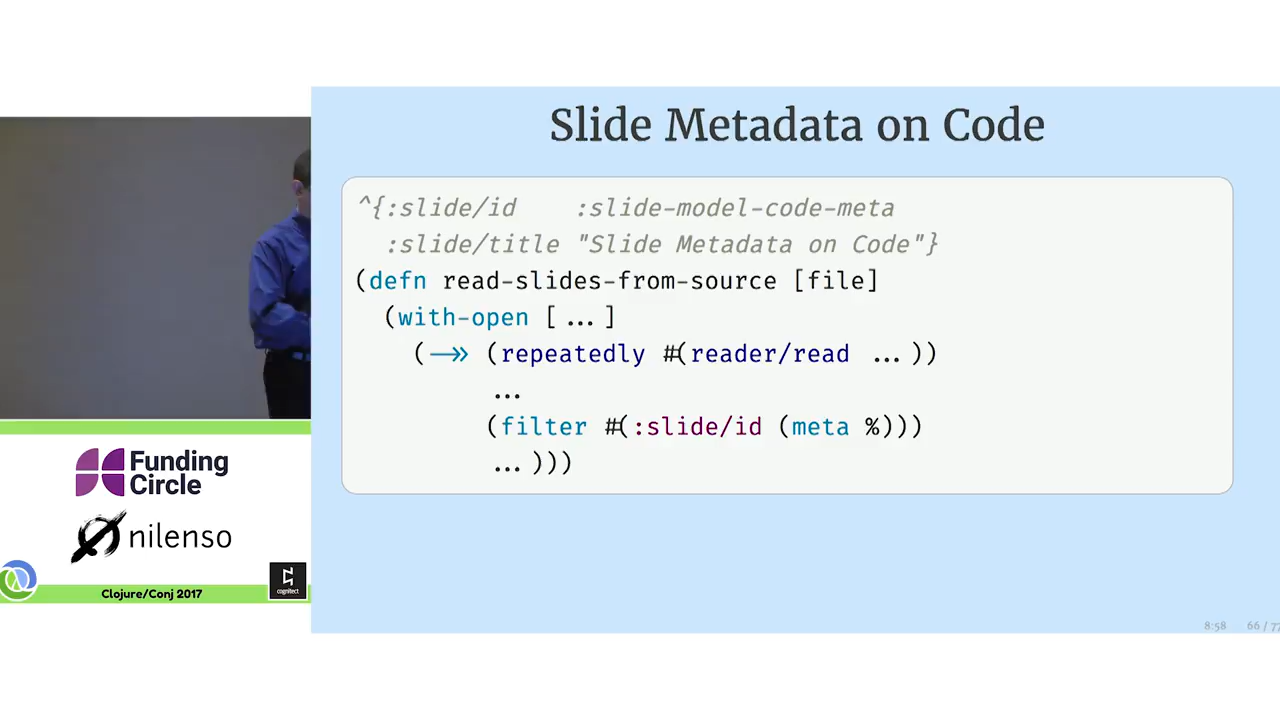 Slide Metadata on Code
^{:slide/id    :slide-model-code-meta
  :slide/title "Slide Metadata on Code"}
(defn read-slides-from-source [file]
  (with-open [ ... ]
    (->> (repeatedly #(reader/read ... ))
         ...
         (filter #(:slide/id (meta %)))
         ... )))
Funding
Circle
nilenso
cognitect
Clojure/Conj 2017
8:58 66 / 77